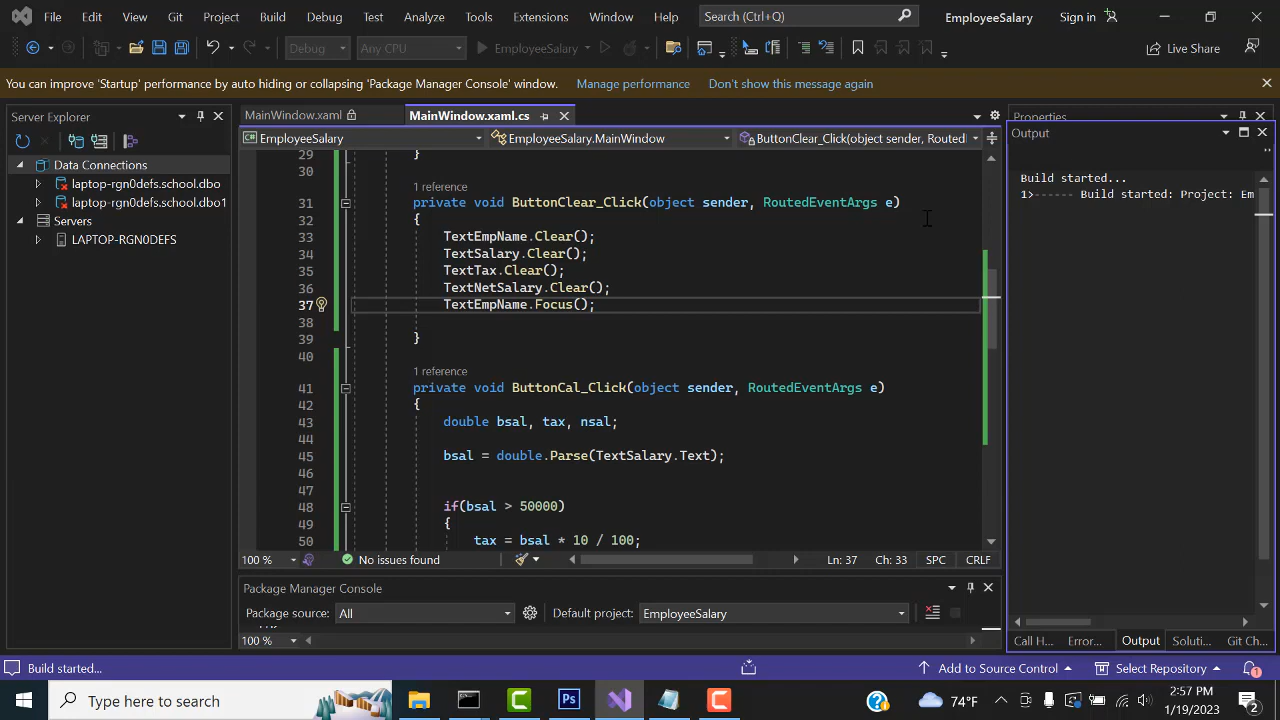 File Edit View Git Project Build Debug Test Analyze Tools Extensions Window Help Search (Ctrl+Q) EmployeeSalary Sign in
Debug Any CPU EmployeeSalary Live Share
You can improve 'Startup' performance by auto hiding or collapsing 'Package Manager Console' window. Manage performance Don't show this message again
Server Explorer
Data Connections
laptop-rgn0defs.school.dbo
laptop-rgn0defs.school.dbo1
Servers
LAPTOP-RGN0DEFS
MainWindow.xaml MainWindow.xaml.cs
EmployeeSalary EmployeeSalary.MainWindow ButtonClear_Click(object sender, Routed
29 }
30
1 reference
31 private void ButtonClear_Click(object sender, RoutedEventArgs e)
32 {
33 TextEmpName.Clear();
34 TextSalary.Clear();
35 TextTax.Clear();
36 TextNetSalary.Clear();
37 TextEmpName.Focus();
38
39 }
40
1 reference
41 private void ButtonCal_Click(object sender, RoutedEventArgs e)
42 {
43 double bsal, tax, nsal;
44
45 bsal = double.Parse(TextSalary.Text);
46
47
48 if(bsal > 50000)
49 {
50 tax = bsal * 10 / 100;
100 % No issues found Ln: 37 Ch: 33 SPC CRLF
Package Manager Console
Package source: All Default project: EmployeeSalary
100 %
Properties
Output
Build started...
1>------ Build started: Project: Em
Call H... Error... Output Soluti... Git Ch...
Build started... Add to Source Control Select Repository 1
Type here to search Ps 74°F :57 PM
1/19/2023 2